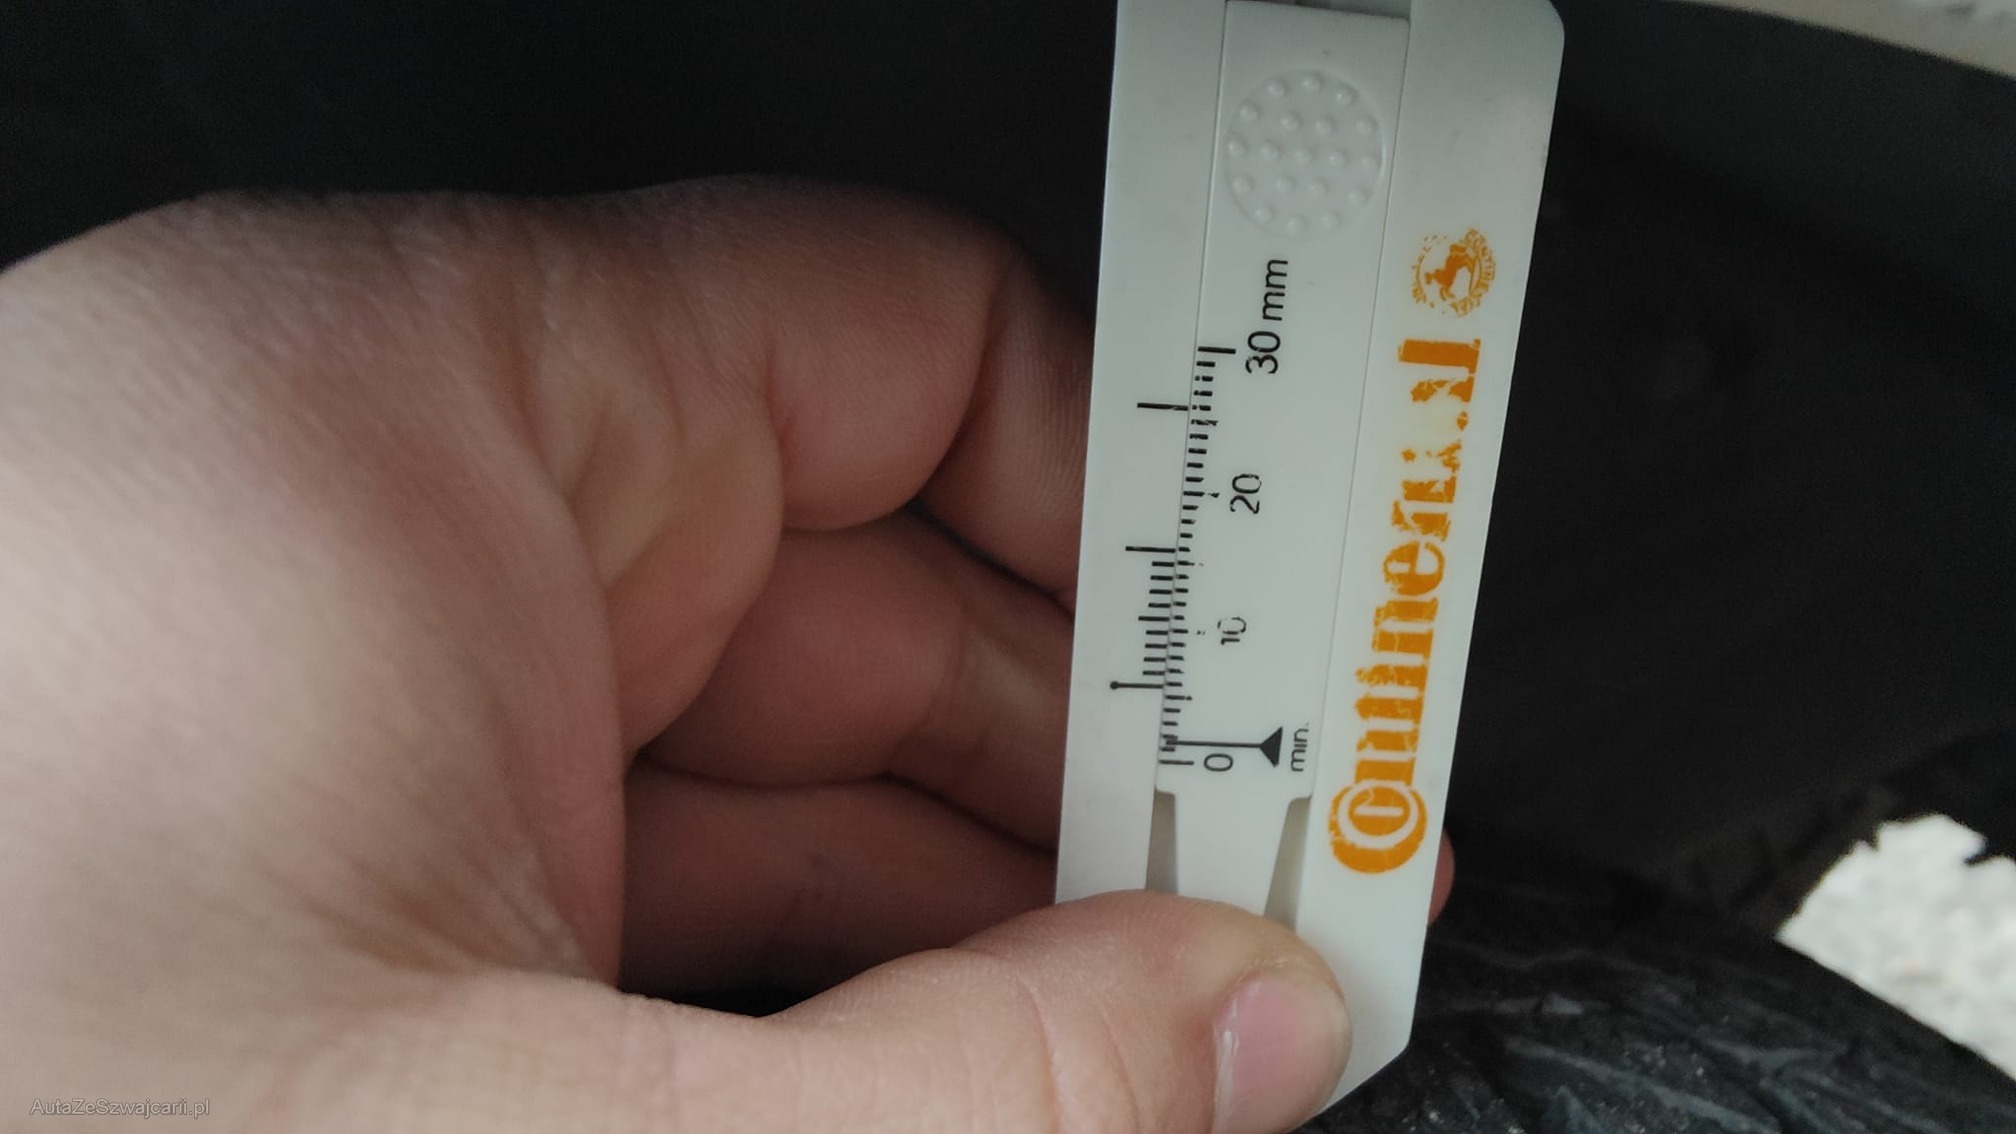 30 mm
20
10
0
min.
Continental
AutaZeSzwajcarii.pl